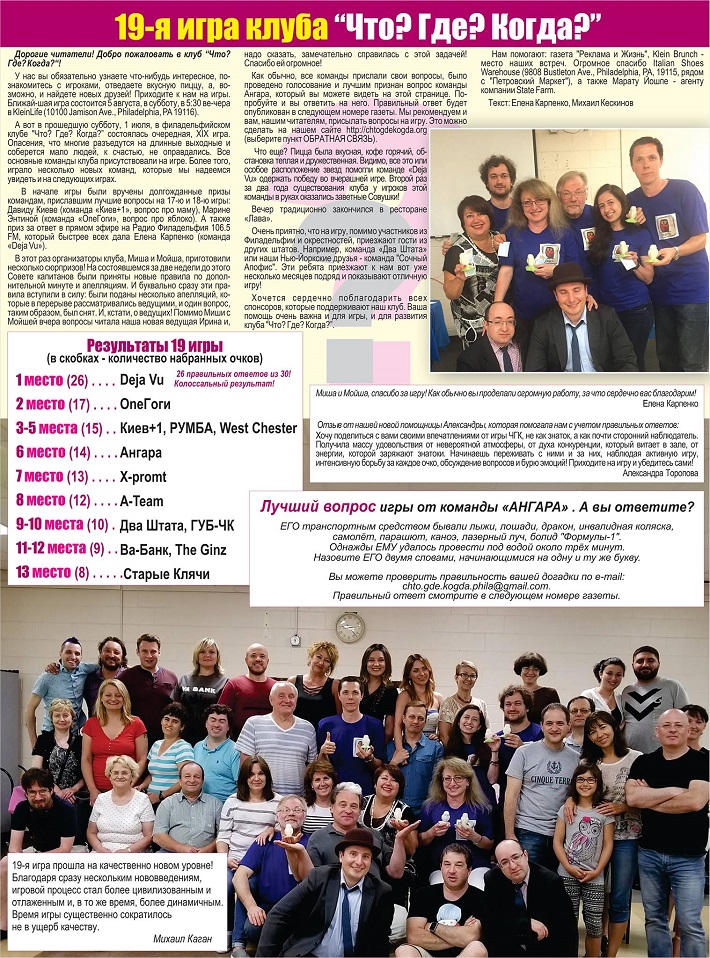 19-я игра клуба “Что? Где? Когда?”
Дорогие читатели! Добро пожаловать в клуб "Что?
Где? Когда?"!
У нас вы обязательно узнаете что-нибудь интересное, по-
знакомитесь с игроками, отведаете вкусную пиццу, а, воз-
можно, и найдете новых друзей! Приходите к нам на игры.
Ближай-шая игра состоится 5 августа, в субботу, в 5:30 ве-чера
в KleinLife (10100 Jamison Ave., Philadelphia, PA 19116).
А вот в прошедшую субботу, 1 июля, в филадельфийском
клубе "Что? Где? Когда?" состоялась очередная, XIX, игра.
Опасения, что многие разъедутся на длинные выходные и
соберется мало людей, к счастью, не оправдались. Все
основные команды клуба присутствовали на игре. Более того,
играло несколько новых команд, которые мы надеемся
увидеть и на следующих играх.
В начале игры были вручены долгожданные призы
командам, приславшим лучшие вопросы на 17-ю и 18-ю игры:
Давиду Киеве (команда «Киев+1», вопрос про маму), Марине
Энтиной (команда «ОneГоги», вопрос про яблоко). А также
приз за ответ в прямом эфире на Радио Филадельфия 106.5
FM, который быстрее всех дала Елена Карпенко (команда
«Deja Vu»).
В этот раз организаторы клуба, Миша и Мойша, приготовили
несколько сюрпризов! На состоявшемся за две недели до этого
Совете капитанов были приняты новые правила по допол-
нительной минуте и апелляциям. И буквально сразу эти пра-
вила вступили в силу: были поданы несколько апелляций, ко-
торые в перерыве рассматривались ведущими, и один вопрос,
таким образом, был снят. И, кстати, о ведущих! Помимо Миши с
Мойшей вчера вопросы читала наша новая ведущая Ирина и,
надо сказать, замечательно справилась с этой задачей!
Спасибо ей огромное!
Как обычно, все команды прислали свои вопросы, было
проведено голосование и лучшим признан вопрос команды
Ангара, который вы можете видеть на этой странице. По-
пробуйте и вы ответить на него. Правильный ответ будет
опубликован в следующем номере газеты. Мы рекомендуем и
вам, нашим читателям, присылать вопросы на игру. Это можно
сделать на нашем сайте http://chtogdekogda.org
(выберите пункт ОБРАТНАЯ СВЯЗЬ).
Что еще? Пицца была вкусная, кофе горячий, об-
становка теплая и дружественная. Видимо, все это или
особое расположение звезд помогли команде «Deja
Vu» одержать победу во вчерашней игре. Второй раз
за два года существования клуба у игроков этой
команды в руках оказались заветные Совушки!
Вечер традиционно закончился в ресторане
«Лава».
Очень приятно, что на игру, помимо участников из
Филадельфии и окрестностей, приезжают гости из
других штатов. Например, команда «Два Штата»
или наши Нью-Йоркские друзья - команда "Сочный
Апофис". Эти ребята приезжают к нам вот уже
несколько месяцев подряд и показывают отличную
игру!
Хочется сердечно поблагодарить всех
спонсоров, которые поддерживают наш клуб. Ваша
помощь очень важна и для игры, и для развития
клуба "Что? Где? Когда?".
Нам помогают: газета "Реклама и Жизнь", Klein Brunch -
место наших встреч. Огромное спасибо Italian Shoes
Warehouse (9808 Bustleton Ave., Philadelphia, PA, 19115, рядом
с "Петровский Маркет"), а также Марату Йошпе - агенту
компании State Farm.
Текст: Елена Карпенко, Михаил Кескинов
Результаты 19 игры
(в скобках - количество набранных очков)
1 место (26) . . . . Deja Vu 26 правильных ответов из 30!
Колоссальный результат!
2 место (17) . . . . ОneГоги
3-5 места (15) . . Киев+1, РУМБА, West Chester
6 место (14) . . . . Ангара
7 место (13) . . . . X-promt
8 место (12) . . . . A-Team
9-10 места (10) . Два Штата, ГУБ-ЧК
11-12 места (9) . . Ва-Банк, The Ginz
13 место (8) . . . . . Старые Клячи
Миша и Мойша, спасибо за игру! Как обычно вы проделали огромную работу, за что сердечно вас благодарим!
Елена Карпенко
Отзыв от нашей новой помощницы Александры, которая помогала нам с учетом правильных ответов:
Хочу поделиться с вами своими впечатлениями от игры ЧГК, не как знаток, а как почти сторонний наблюдатель.
Получила массу удовольствия от невероятной атмосферы, от духа конкуренции, который витает в зале, от
энергии, которой заряжают знатоки. Начинаешь переживать с ними и за них, наблюдая активную игру,
интенсивную борьбу за каждое очко, обсуждение вопросов и бурю эмоций! Приходите на игру и убедитесь сами!
Александра Торопова
Лучший вопрос игры от команды «АНГАРА» . А вы ответите?
ЕГО транспортным средством бывали лыжи, лошади, дракон, инвалидная коляска,
самолёт, парашют, каноэ, лазерный луч, болид "Формулы-1".
Однажды ЕМУ удалось провести под водой около трёх минут.
Назовите ЕГО двумя словами, начинающимися на одну и ту же букву.
Вы можете проверить правильность вашей догадки по e-mail:
chto.gde.kogda.phila@gmail.com.
Правильный ответ смотрите в следующем номере газеты.
VA BANK
CINQUE TERRE
19-я игра прошла на качественно новом уровне!
Благодаря сразу нескольким нововведениям,
игровой процесс стал более цивилизованным и
отлаженным и, в то же время, более динамичным.
Время игры существенно сократилось
не в ущерб качеству.
Михаил Каган